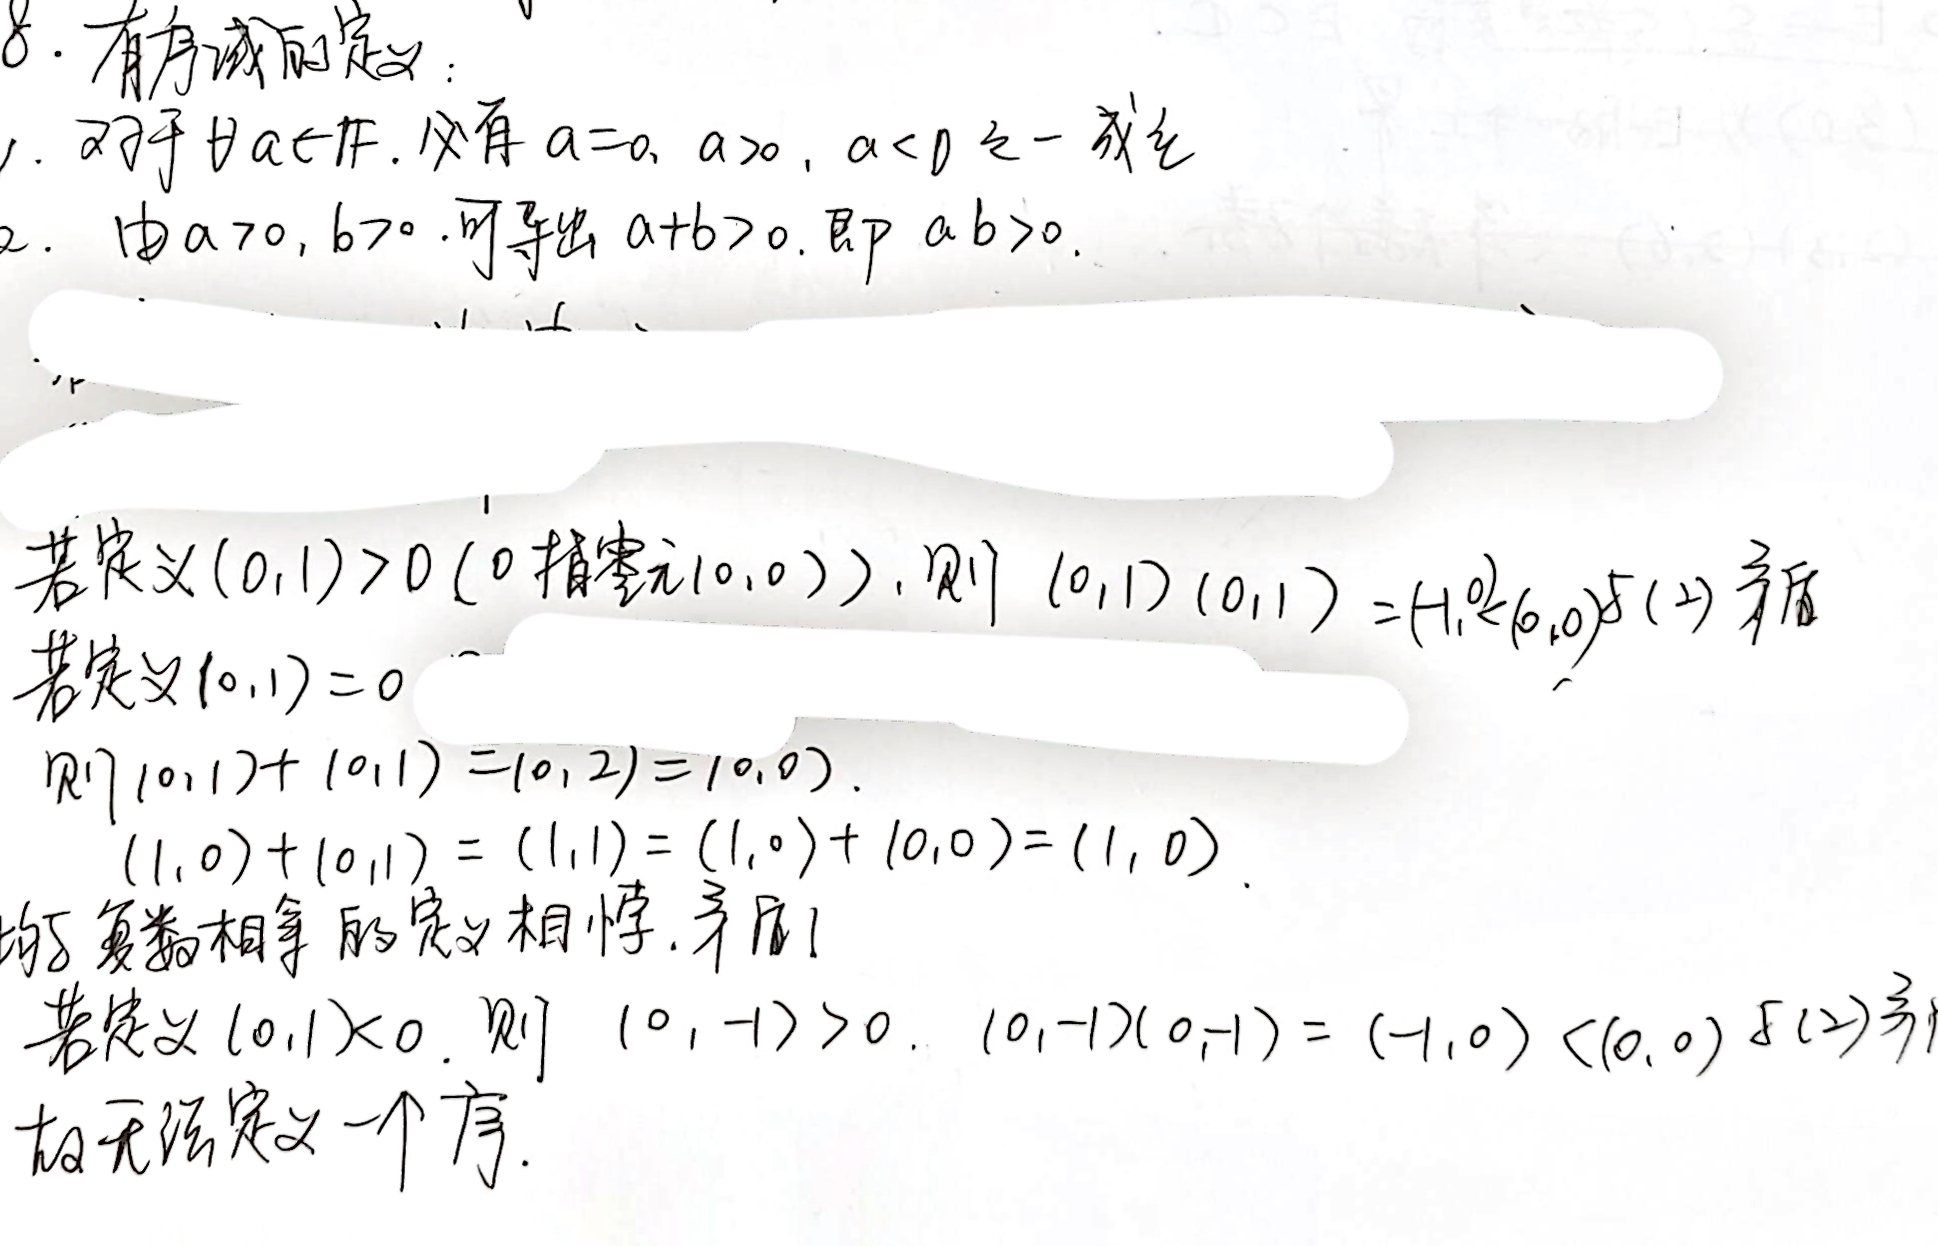 8. 有序域的定义:
1. 对于∀a∈F. 必有 a=0, a>0, a<0 之一成立
2. 由a>0, b>0. 可导出 a+b>0. 即 ab>0.
若定义(0,1)>0 (0指零元(0,0)), 则 (0,1)(0,1) =(-1,0)<(0,0)与(2)矛盾
若定义(0,1)=0
则(0,1)+(0,1)=(0,2)=(0,0).
(1,0)+(0,1)=(1,1)=(1,0)+(0,0)=(1,0).
均与复数相等的定义相悖. 矛盾!
若定义(0,1)<0. 则 (0,-1)>0. (0,-1)(0,-1)=(-1,0)<(0,0) 与(2)矛
故无法定义一个序.